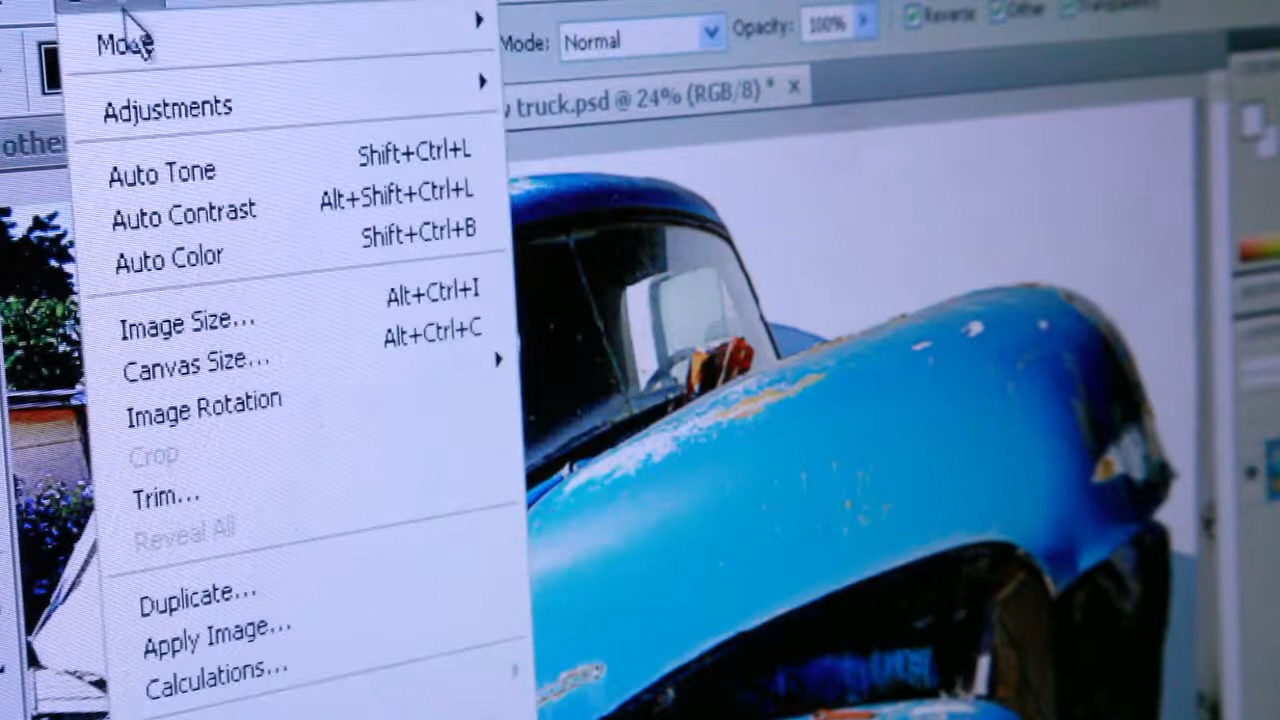 Mode: Normal Opacity: 100% Reverse Dither Transparency
truck.psd @ 24% (RGB/8) * x
othe
Mode
Adjustments
Auto Tone Shift+Ctrl+L
Auto Contrast Alt+Shift+Ctrl+L
Auto Color Shift+Ctrl+B
Image Size... Alt+Ctrl+I
Canvas Size... Alt+Ctrl+C
Image Rotation
Crop
Trim...
Reveal All
Duplicate...
Apply Image...
Calculations...